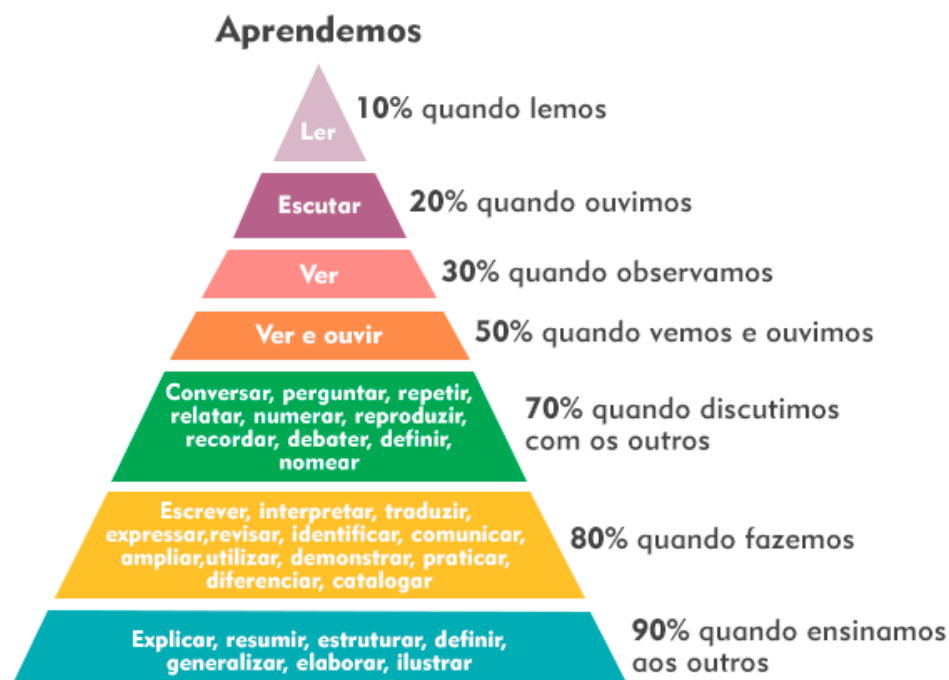 Aprendemos
Ler
10% quando lemos
Escutar
20% quando ouvimos
Ver
30% quando observamos
Ver e ouvir
50% quando vemos e ouvimos
Conversar, perguntar, repetir,
relatar, numerar, reproduzir,
recordar, debater, definir,
nomear
70% quando discutimos
com os outros
Escrever, interpretar, traduzir,
expressar,revisar, identificar, comunicar,
ampliar,utilizar, demonstrar, praticar,
diferenciar, catalogar
80% quando fazemos
Explicar, resumir, estruturar, definir,
generalizar, elaborar, ilustrar
90% quando ensinamos
aos outros